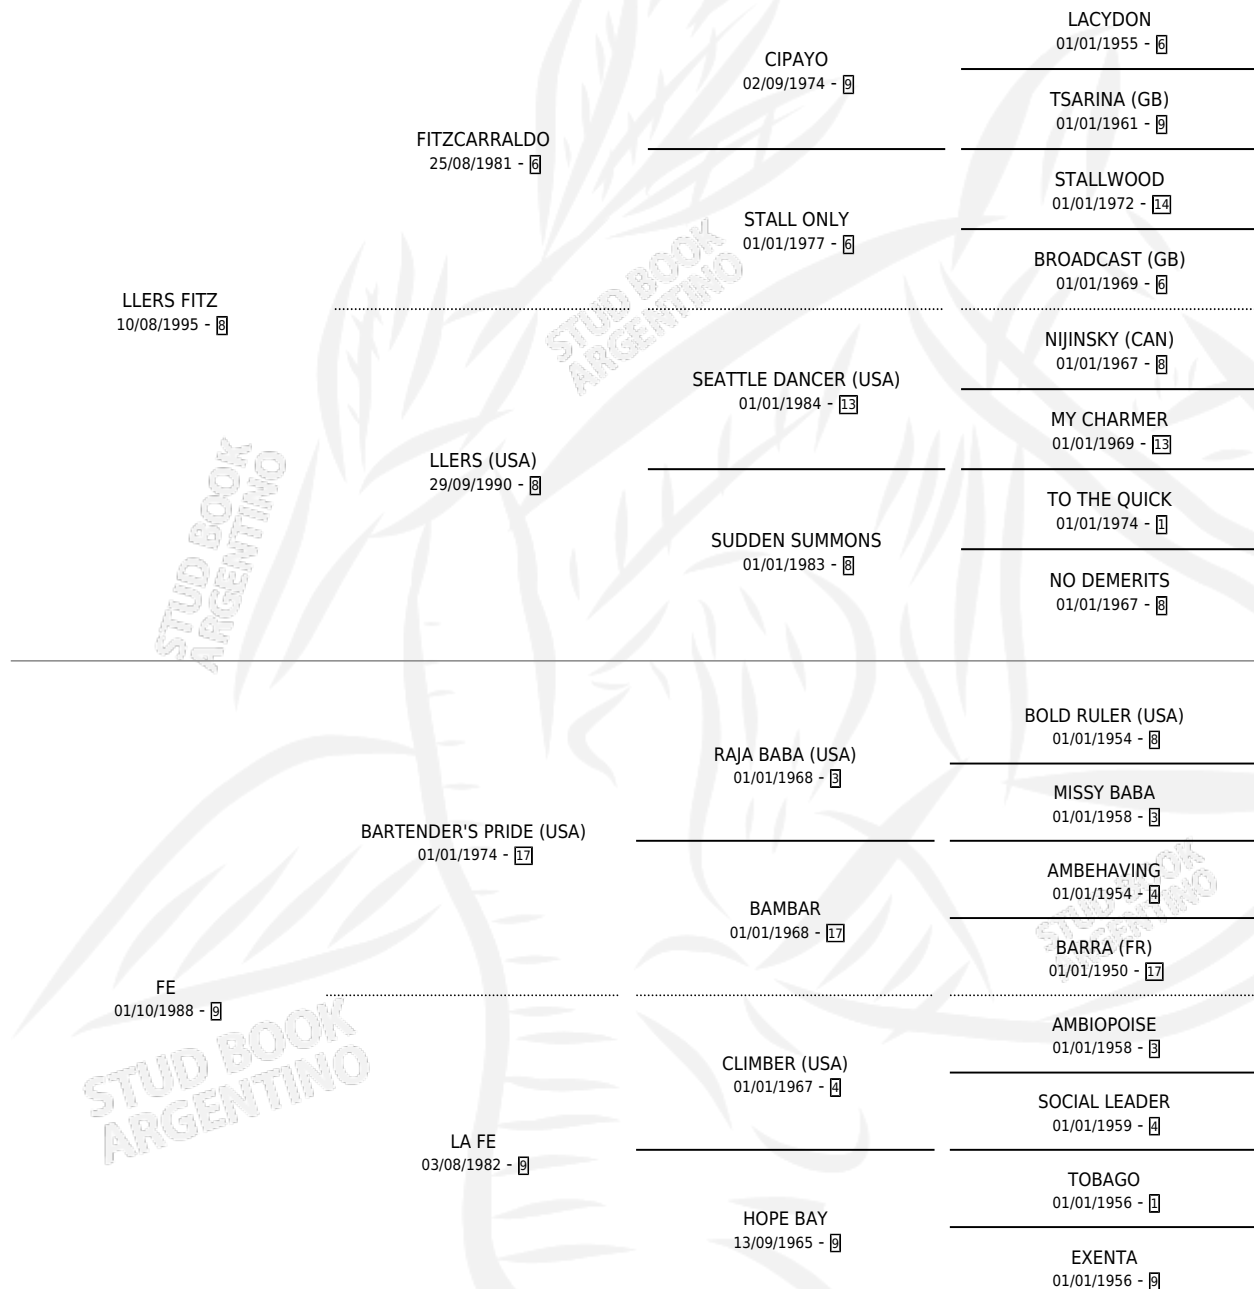 LACYDON
01/01/1955 - 6
CIPAYO
02/09/1974 - 9
TSARINA (GB)
01/01/1961 - 9
FITZCARRALDO
25/08/1981 - 6
STALLWOOD
01/01/1972 - 14
STALL ONLY
01/01/1977 - 6
BROADCAST (GB)
01/01/1969 - 6
LLERS FITZ
10/08/1995 - 8
NIJINSKY (CAN)
01/01/1967 - 8
SEATTLE DANCER (USA)
01/01/1984 - 13
MY CHARMER
01/01/1969 - 13
LLERS (USA)
29/09/1990 - 8
TO THE QUICK
01/01/1974 - 1
SUDDEN SUMMONS
01/01/1983 - 8
NO DEMERITS
01/01/1967 - 8
BOLD RULER (USA)
01/01/1954 - 8
RAJA BABA (USA)
01/01/1968 - 3
MISSY BABA
01/01/1958 - 3
BARTENDER'S PRIDE (USA)
01/01/1974 - 17
AMBEHAVING
01/01/1954 - 4
BAMBAR
01/01/1968 - 17
BARRA (FR)
01/01/1950 - 17
FE
01/10/1988 - 9
AMBIOPOISE
01/01/1958 - 3
CLIMBER (USA)
01/01/1967 - 4
SOCIAL LEADER
01/01/1959 - 4
LA FE
03/08/1982 - 9
TOBAGO
01/01/1956 - 1
HOPE BAY
13/09/1965 - 9
EXENTA
01/01/1956 - 9
STUD BOOK
ARGENTINO
STUD BOOK
ARGENTINO
STUD BOOK
ARGENTINO
STUD BOOK
ARGENTINO